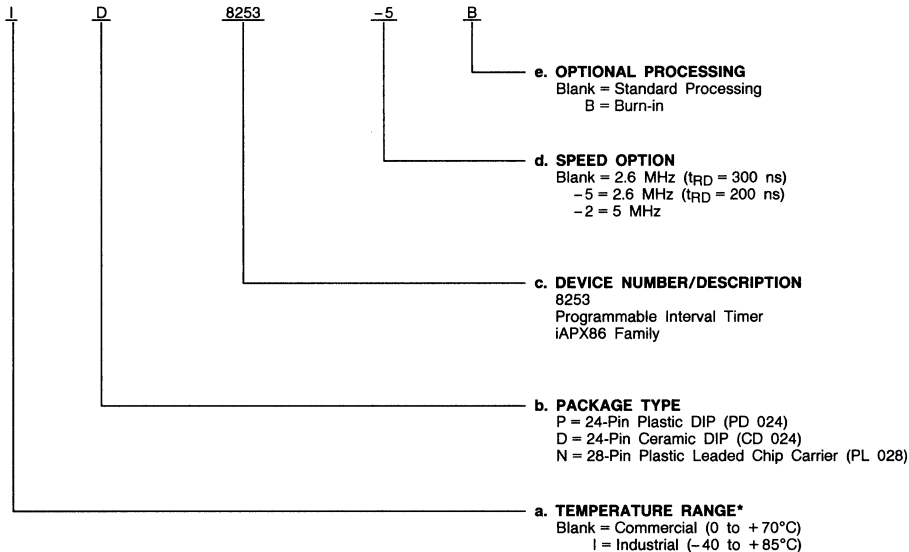 I D 8253 -5 B
e. OPTIONAL PROCESSING
Blank = Standard Processing
B = Burn-in
d. SPEED OPTION
Blank = 2.6 MHz (tRD = 300 ns)
-5 = 2.6 MHz (tRD = 200 ns)
-2 = 5 MHz
c. DEVICE NUMBER/DESCRIPTION
8253
Programmable Interval Timer
iAPX86 Family
b. PACKAGE TYPE
P = 24-Pin Plastic DIP (PD 024)
D = 24-Pin Ceramic DIP (CD 024)
N = 28-Pin Plastic Leaded Chip Carrier (PL 028)
a. TEMPERATURE RANGE*
Blank = Commercial (0 to +70°C)
I = Industrial (-40 to +85°C)